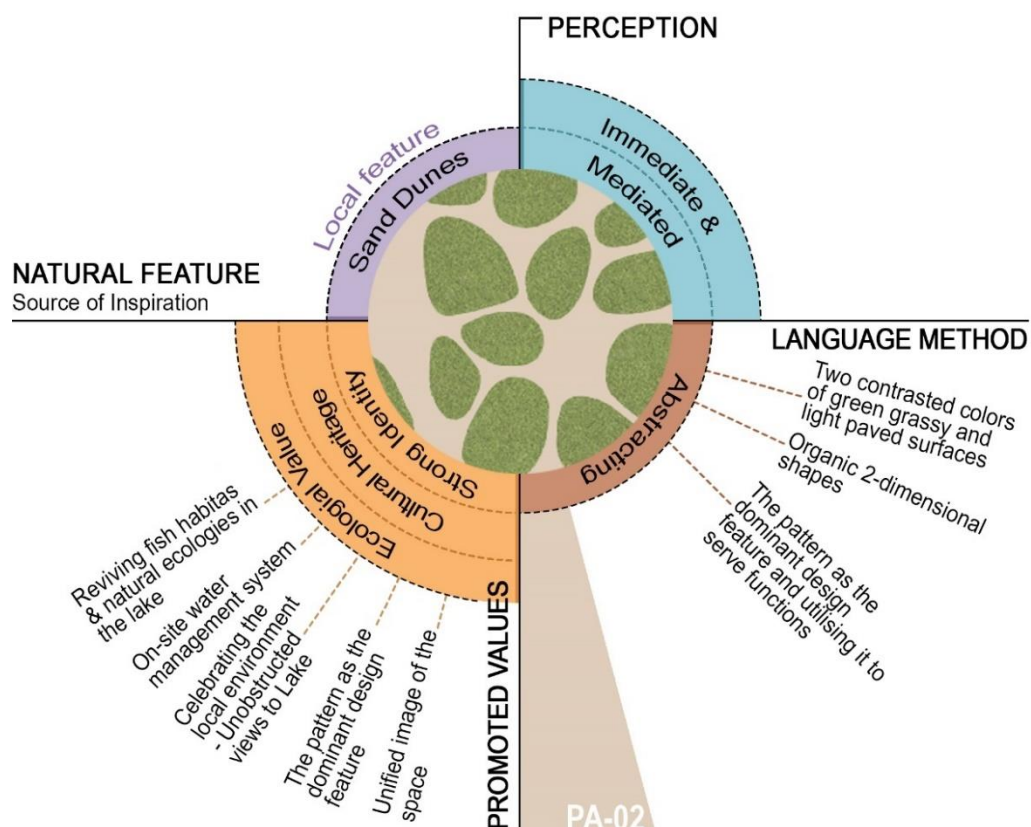 PERCEPTION
Immediate &
Mediated
Local feature
Sand Dunes
NATURAL FEATURE
Source of Inspiration
LANGUAGE METHOD
Abstracting
Two contrasted colors
of green grassy and
light paved surfaces
Organic 2-dimensional
shapes
The pattern as the
dominant design
feature and utilising it to
serve functions
Strong Identity
Cultural Heritage
Ecological Value
Reviving fish habitas
& natural ecologies in
the lake
On-site water
management system
Celebrating the
local environment
- Unobstructed
views to Lake
The pattern as the
dominant design
feature
Unified image of the
space
PROMOTED VALUES
PA-02